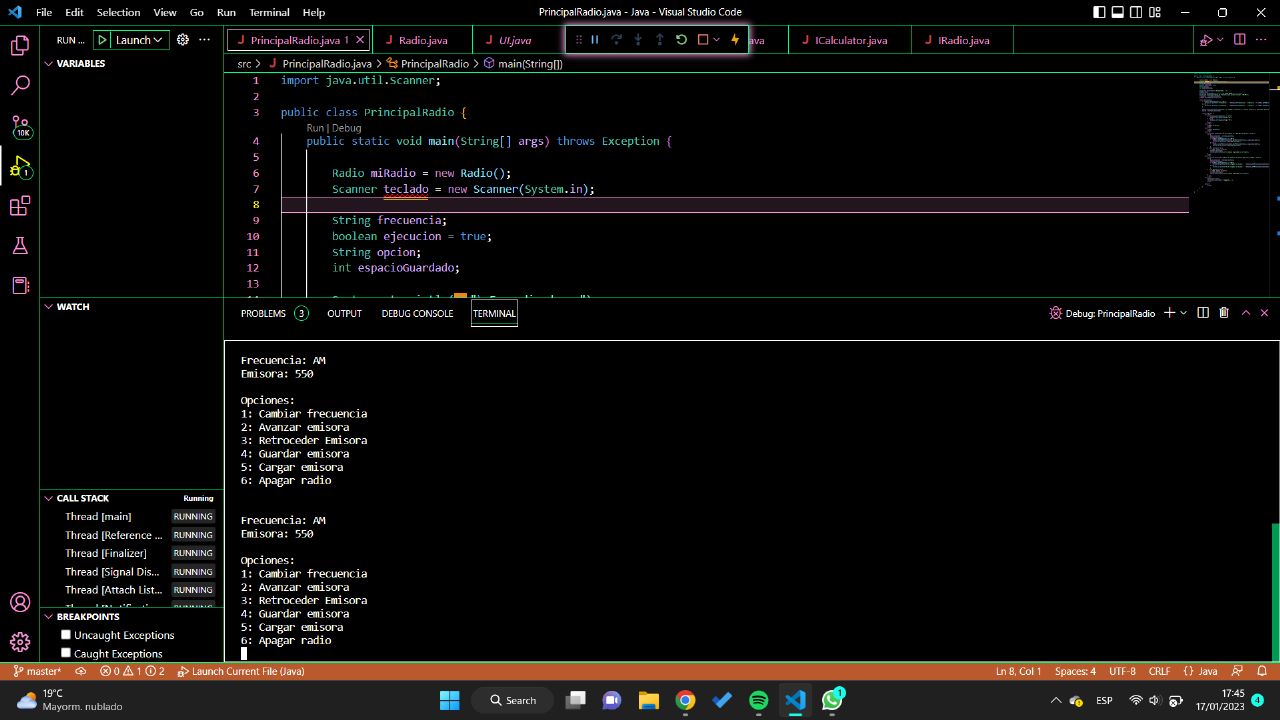 File Edit Selection View Go Run Terminal Help
PrincipalRadio.java - Java - Visual Studio Code
RUN ... Launch
PrincipalRadio.java 1
Radio.java
UI.java
ava
ICalculator.java
IRadio.java
src > PrincipalRadio.java > PrincipalRadio > main(String[])
VARIABLES
1 import java.util.Scanner;
2
3 public class PrincipalRadio {
Run | Debug
4 public static void main(String[] args) throws Exception {
5
6 Radio miRadio = new Radio();
7 Scanner teclado = new Scanner(System.in);
8
9 String frecuencia;
10 boolean ejecucion = true;
11 String opcion;
12 int espacioGuardado;
13
WATCH
PROBLEMS 3 OUTPUT DEBUG CONSOLE TERMINAL
Debug: PrincipalRadio
Frecuencia: AM
Emisora: 550
Opciones:
1: Cambiar frecuencia
2: Avanzar emisora
3: Retroceder Emisora
4: Guardar emisora
5: Cargar emisora
6: Apagar radio
Frecuencia: AM
Emisora: 550
Opciones:
1: Cambiar frecuencia
2: Avanzar emisora
3: Retroceder Emisora
4: Guardar emisora
5: Cargar emisora
6: Apagar radio
10K
1
CALL STACK Running
Thread [main] RUNNING
Thread [Reference ... RUNNING
Thread [Finalizer] RUNNING
Thread [Signal Dis... RUNNING
Thread [Attach List... RUNNING
BREAKPOINTS
Uncaught Exceptions
Caught Exceptions
master* 0 1 2 Launch Current File (Java)
Ln 8, Col 1 Spaces: 4 UTF-8 CRLF {} Java
19°C
Mayorm. nublado
Search
1
ESP
17:45
17/01/2023
4